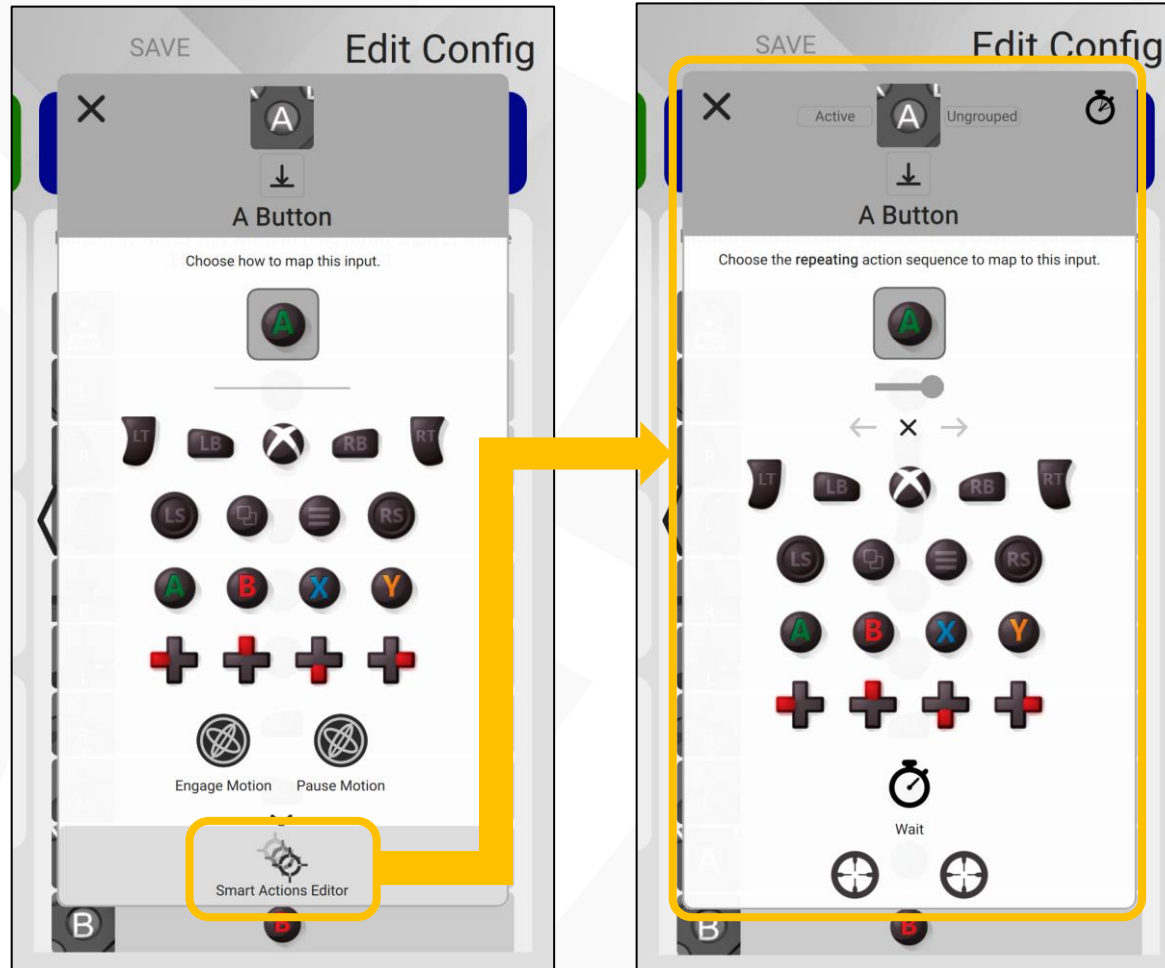 SAVE
Edit Config
A
A Button
Choose how to map this input.
A
LT
LB
RB
RT
LS
RS
A
B
X
Y
Engage Motion
Pause Motion
Smart Actions Editor
B
B
SAVE
Edit Config
Active
A
Ungrouped
A Button
Choose the repeating action sequence to map to this input.
A
LT
LB
RB
RT
LS
RS
A
B
X
Y
Wait
B
B